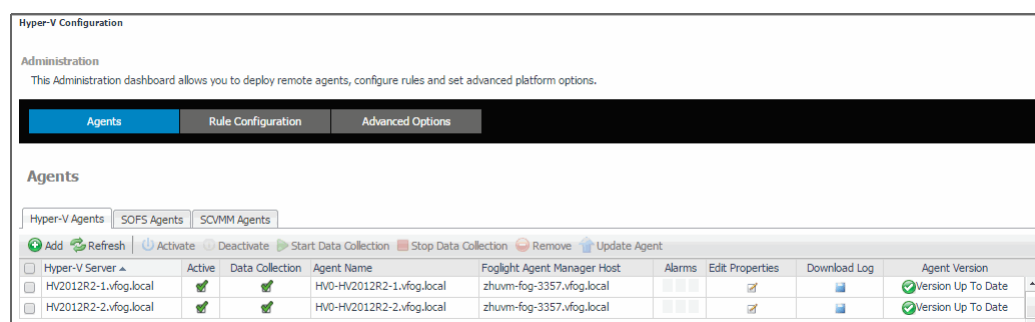 Hyper-V Configuration
Administration
This Administration dashboard allows you to deploy remote agents, configure rules and set advanced platform options.
Agents Rule Configuration Advanced Options
Agents
Hyper-V Agents SOFS Agents SCVMM Agents
Add Refresh Activate Deactivate Start Data Collection Stop Data Collection Remove Update Agent
Hyper-V Server Active Data Collection Agent Name Foglight Agent Manager Host Alarms Edit Properties Download Log Agent Version
HV2012R2-1.vfog.local HV0-HV2012R2-1.vfog.local zhuvm-fog-3357.vfog.local Version Up To Date
HV2012R2-2.vfog.local HV0-HV2012R2-2.vfog.local zhuvm-fog-3357.vfog.local Version Up To Date